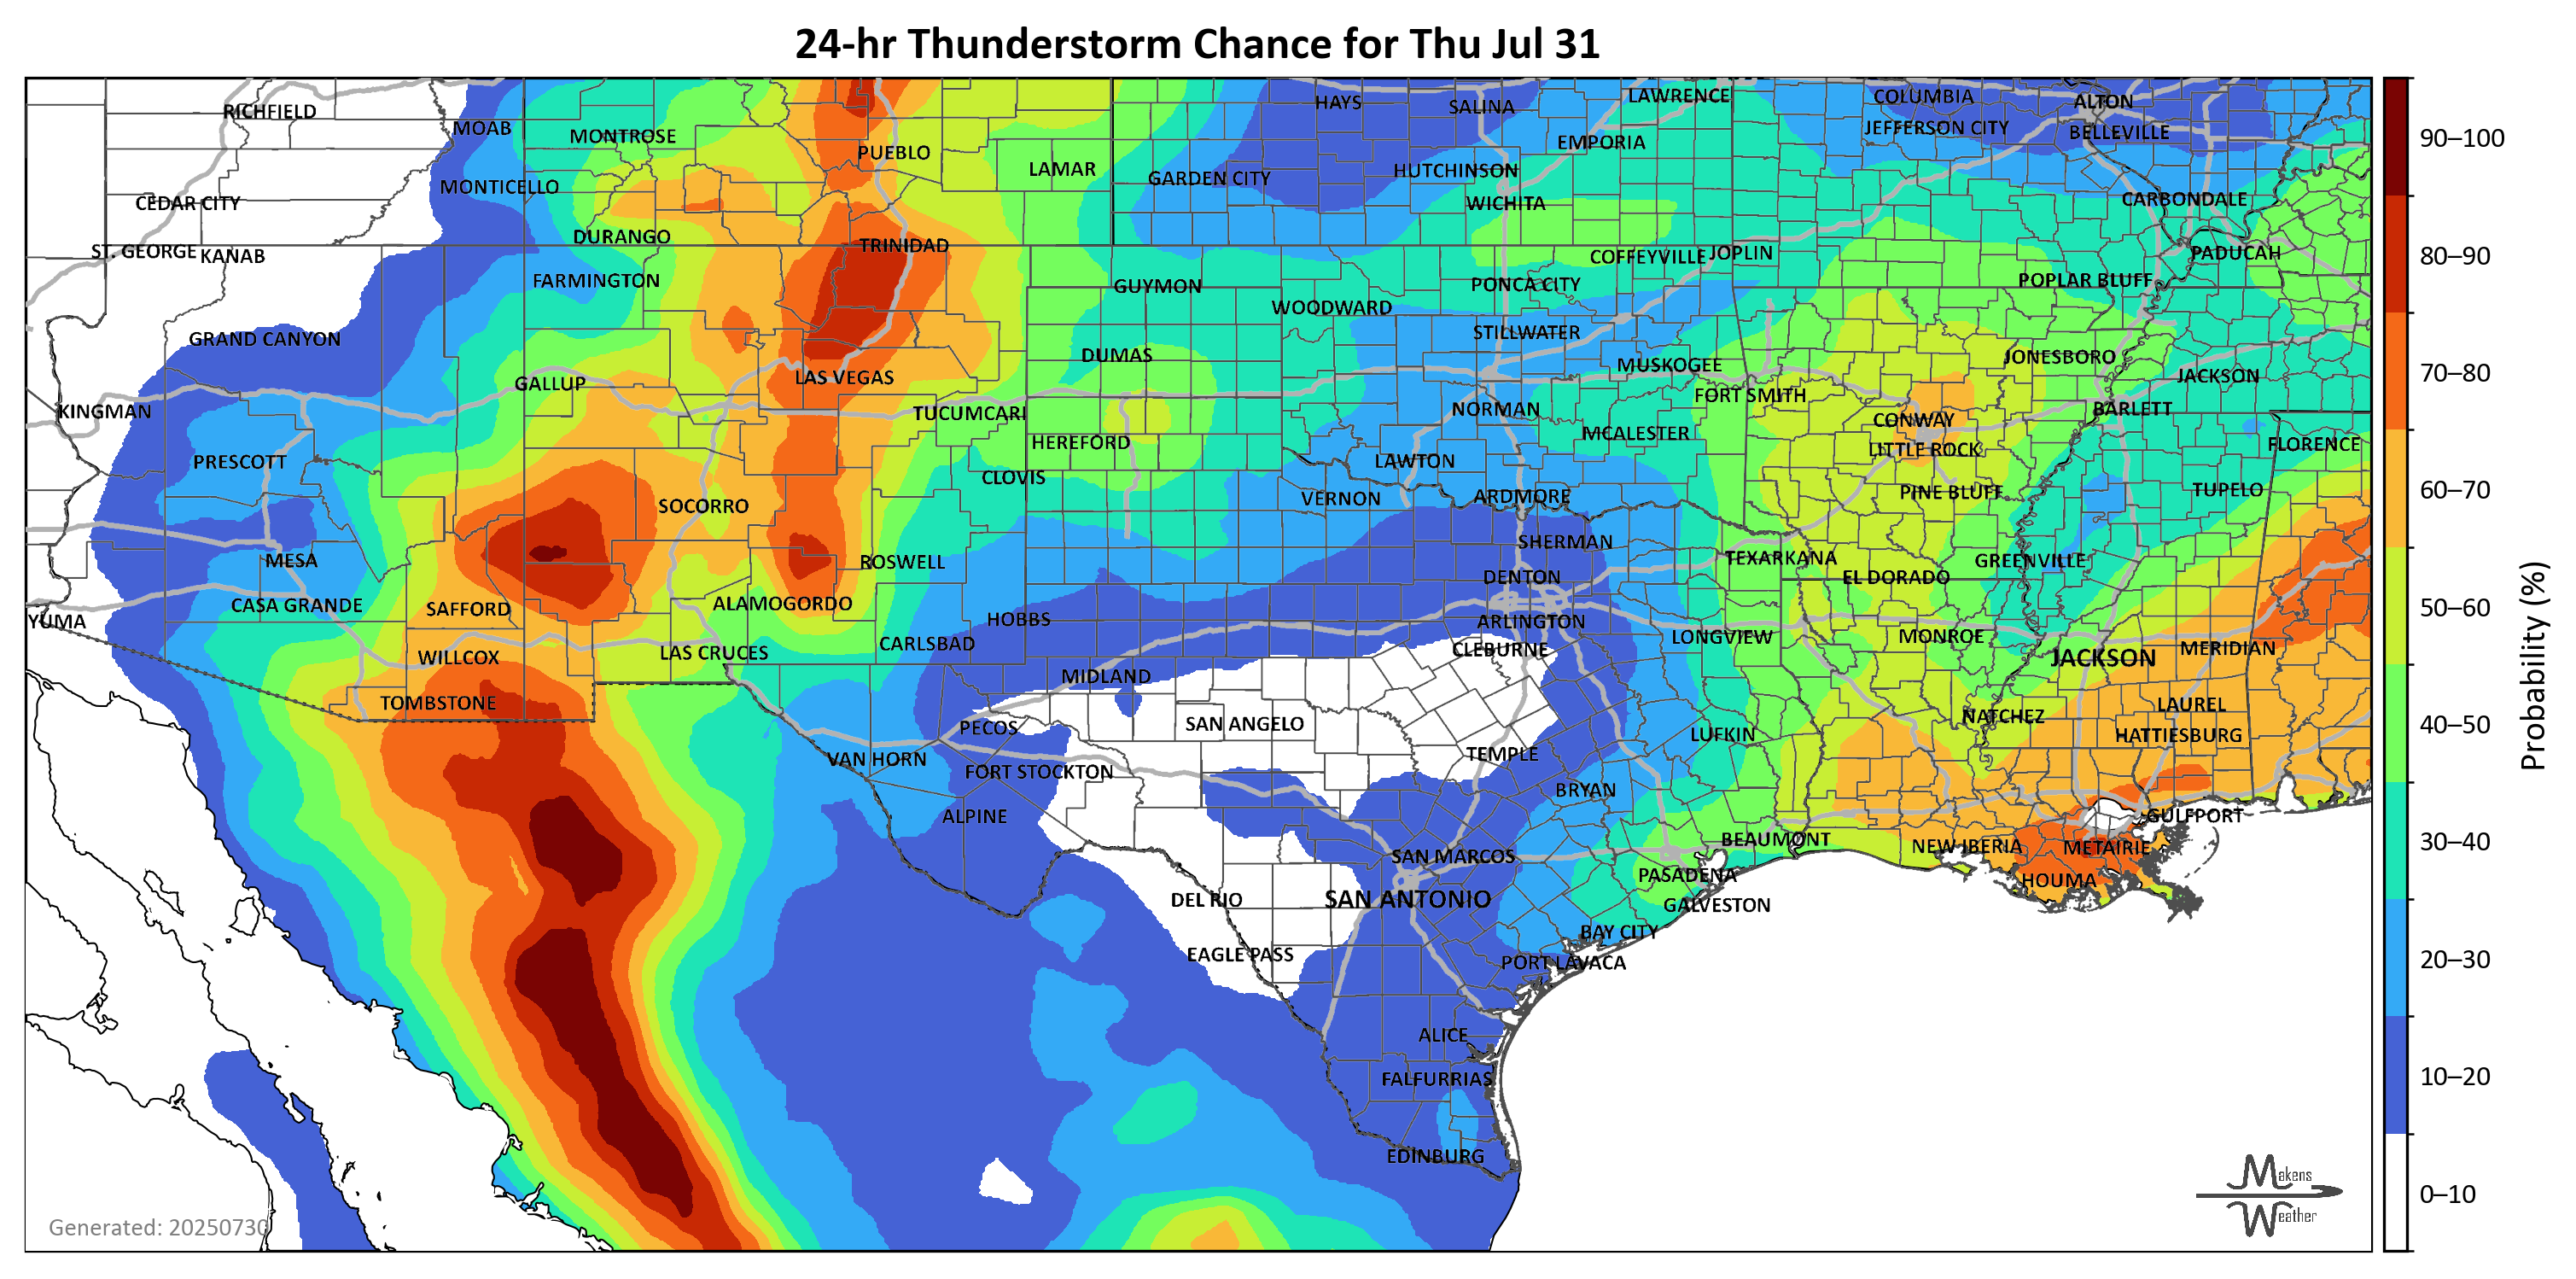 24-hr Thunderstorm Chance for Thu Jul 31
RICHFIELD
MOAB
MONTROSE
PUEBLO
LAMAR
HAYS
SALINA
LAWRENCE
COLUMBIA
ALTON
JEFFERSON CITY
BELLEVILLE
EMPORIA
HUTCHINSON
GARDEN CITY
MONTICELLO
CEDAR CITY
WICHITA
CARBONDALE
DURANGO
TRINIDAD
ST. GEORGE
KANAB
COFFEYVILLE
JOPLIN
PADUCAH
FARMINGTON
GUYMON
PONCA CITY
POPLAR BLUFF
WOODWARD
GRAND CANYON
STILLWATER
DUMAS
MUSKOGEE
JONESBORO
GALLUP
LAS VEGAS
JACKSON
FORT SMITH
KINGMAN
TUCUMCARI
NORMAN
BARLETT
CONWAY
HEREFORD
MCALESTER
LITTLE ROCK
FLORENCE
PRESCOTT
LAWTON
CLOVIS
PINE BLUFF
TUPELO
SOCORRO
VERNON
ARDMORE
SHERMAN
MESA
ROSWELL
TEXARKANA
GREENVILLE
DENTON
EL DORADO
CASA GRANDE
SAFFORD
ALAMOGORDO
YUMA
HOBBS
ARLINGTON
LONGVIEW
MONROE
CARLSBAD
CLEBURNE
MERIDIAN
WILLCOX
LAS CRUCES
JACKSON
MIDLAND
TOMBSTONE
LAUREL
NATCHEZ
PECOS
SAN ANGELO
LUFKIN
HATTIESBURG
TEMPLE
VAN HORN
FORT STOCKTON
BRYAN
ALPINE
GULFPORT
BEAUMONT
NEW IBERIA
METAIRIE
SAN MARCOS
PASADENA
HOUMA
DEL RIO
SAN ANTONIO
GALVESTON
BAY CITY
EAGLE PASS
PORT LAVACA
ALICE
FALFURRIAS
EDINBURG
Generated: 20250730
Makens
Weather
90–100
80–90
70–80
60–70
50–60
40–50
30–40
20–30
10–20
0–10
Probability (%)